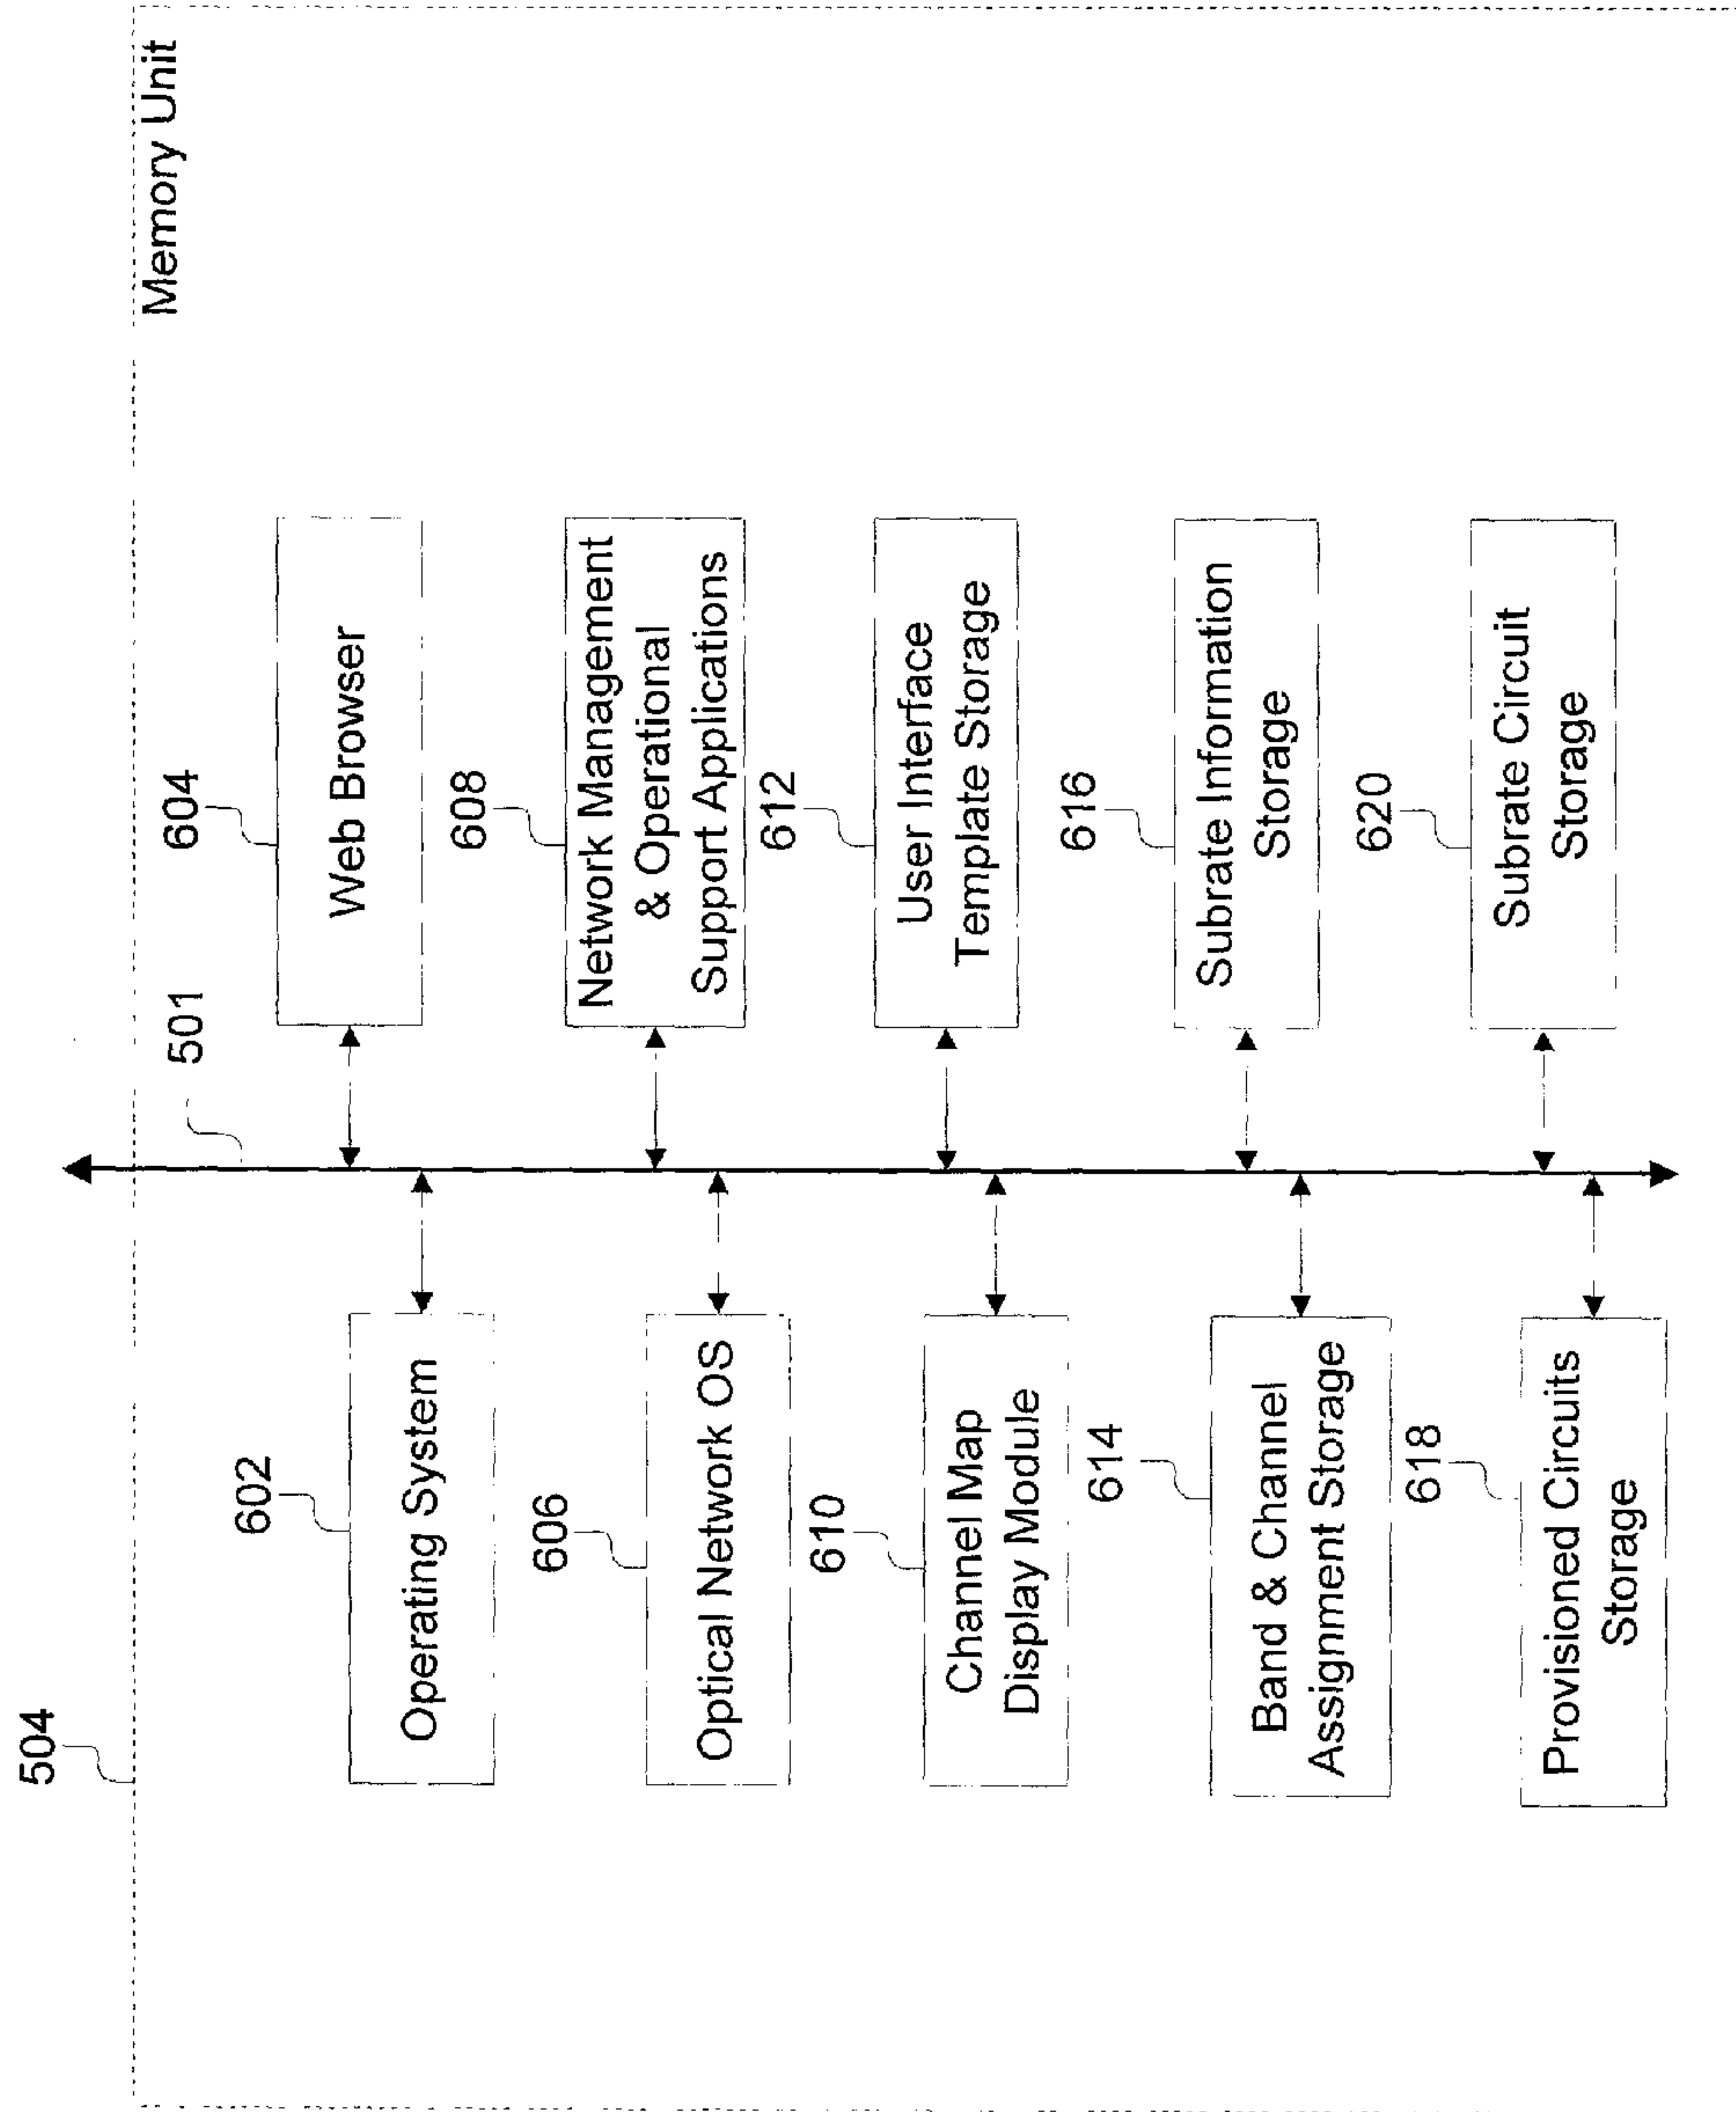 504
Memory Unit
501
602
Operating System
604
Web Browser
606
Optical Network OS
608
Network Management
& Operational
Support Applications
610
Channel Map
Display Module
612
User Interface
Template Storage
614
Band & Channel
Assignment Storage
616
Subrate Information
Storage
618
Provisioned Circuits
Storage
620
Subrate Circuit
Storage